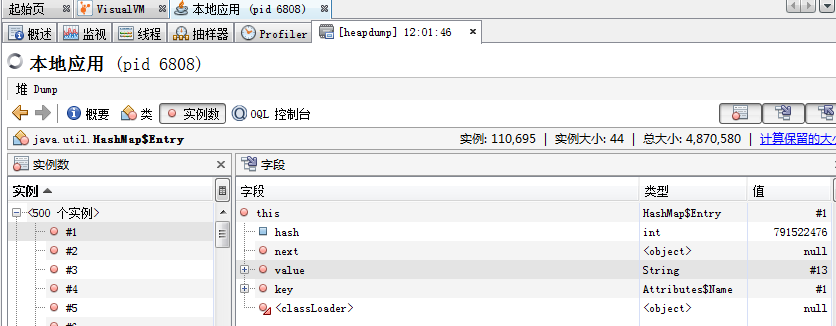 起始页 VisualVM 本地应用 (pid 6808)
概述 监视 线程 抽样器 Profiler [heapdump] 12:01:46
本地应用 (pid 6808)
堆 Dump
概要 类 实例数 OQL 控制台
java.util.HashMap$Entry 实例: 110,695 | 实例大小: 44 | 总大小: 4,870,580 | 计算保留的大
实例数 字段
实例 字段 类型 值
<500 个实例> this HashMap$Entry #1
#1 hash int 791522476
#2 next <object> null
#3 value String #13
#4 key Attributes$Name #1
#5 <classLoader> <object> null